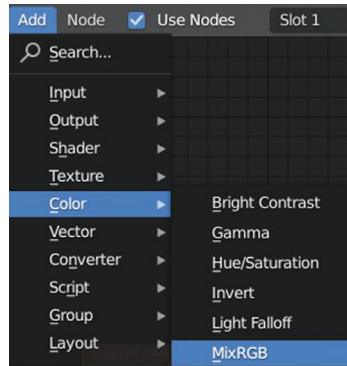 Add Node Use Nodes Slot 1
Search...
Input
Output
Shader
Texture
Color
Vector
Converter
Script
Group
Layout
Bright Contrast
Gamma
Hue/Saturation
Invert
Light Falloff
MixRGB